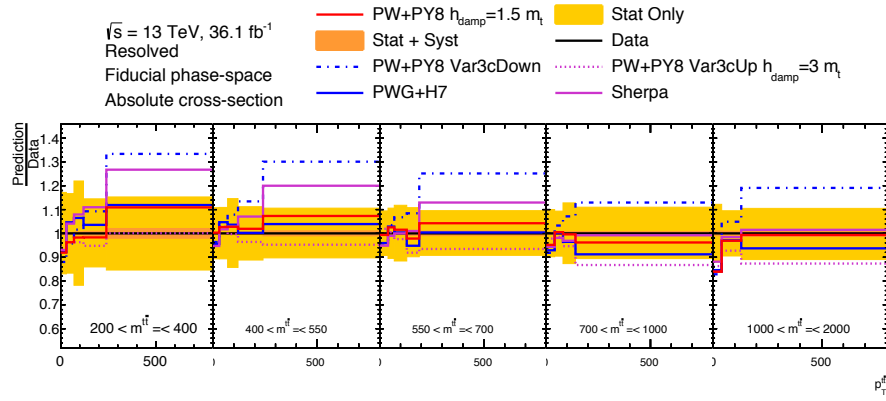 √s = 13 TeV, 36.1 fb⁻¹
Resolved
Fiducial phase-space
Absolute cross-section
PW+PY8 h_damp=1.5 m_t
Stat Only
Stat + Syst
Data
PW+PY8 Var3cDown
PW+PY8 Var3cUp h_damp=3 m_t
PWG+H7
Sherpa
Prediction
Data
1.4
1.3
1.2
1.1
1
0.9
0.8
0.7
0.6
200 < m^tt̄ =< 400
400 < m^tt̄ =< 550
550 < m^tt̄ =< 700
700 < m^tt̄ =< 1000
1000 < m^tt̄ =< 2000
0 500 500 500 500 500
p_T^tt̄